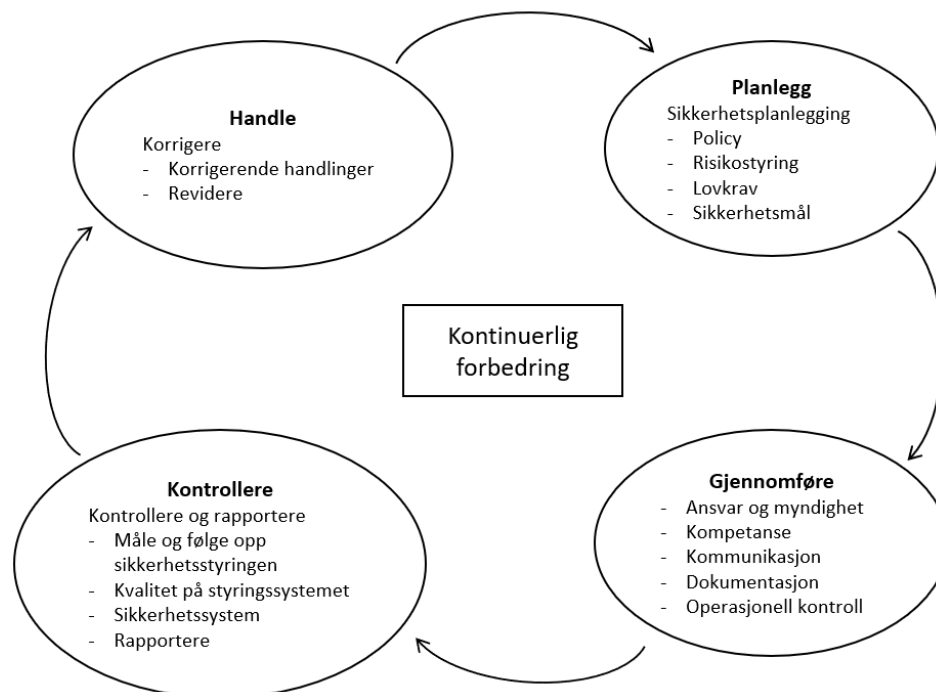 Handle
Korrigere
- Korrigerende handlinger
- Revidere
Planlegg
Sikkerhetsplanlegging
- Policy
- Risikostyring
- Lovkrav
- Sikkerhetsmål
Kontinuerlig
forbedring
Kontrollere
Kontrollere og rapportere
- Måle og følge opp
sikkerhetsstyringen
- Kvalitet på styringssystemet
- Sikkerhetssystem
- Rapportere
Gjennomføre
- Ansvar og myndighet
- Kompetanse
- Kommunikasjon
- Dokumentasjon
- Operasjonell kontroll